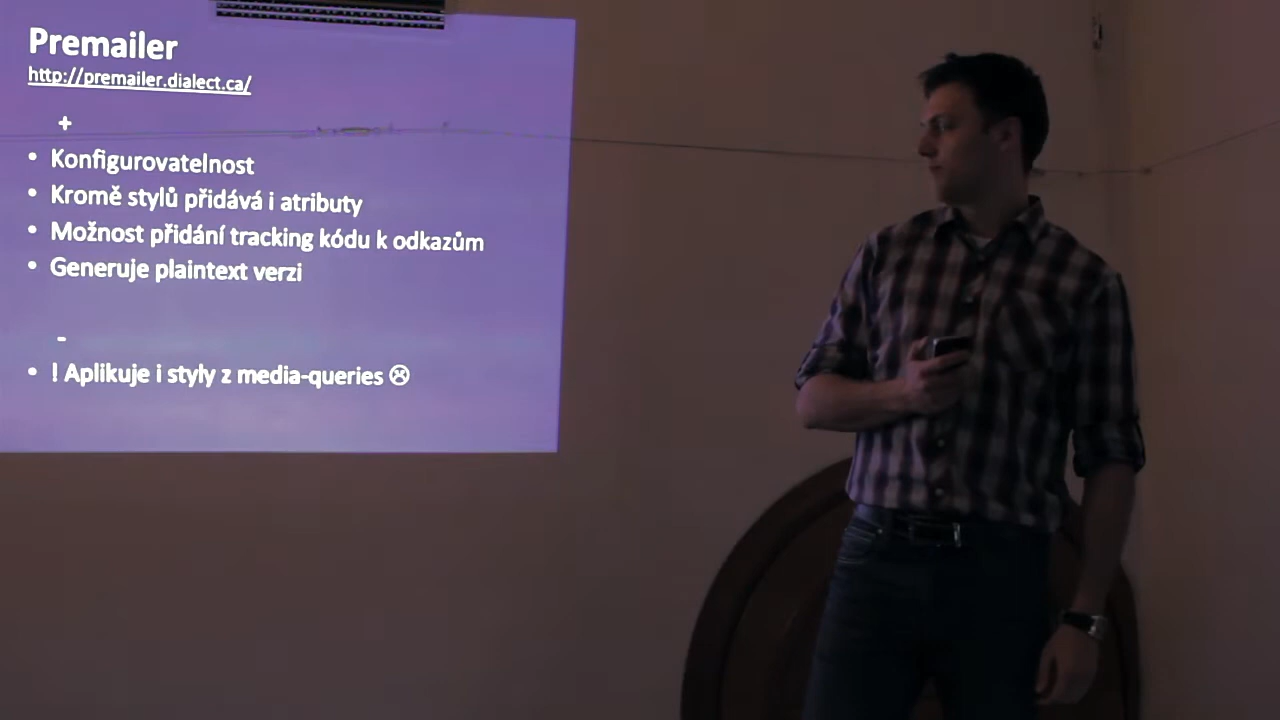 Premailer
http://premailer.dialect.ca/
+
• Konfigurovatelnost
• Kromě stylů přidává i atributy
• Možnost přidání tracking kódu k odkazům
• Generuje plaintext verzi
-
• ! Aplikuje i styly z media-queries ☹